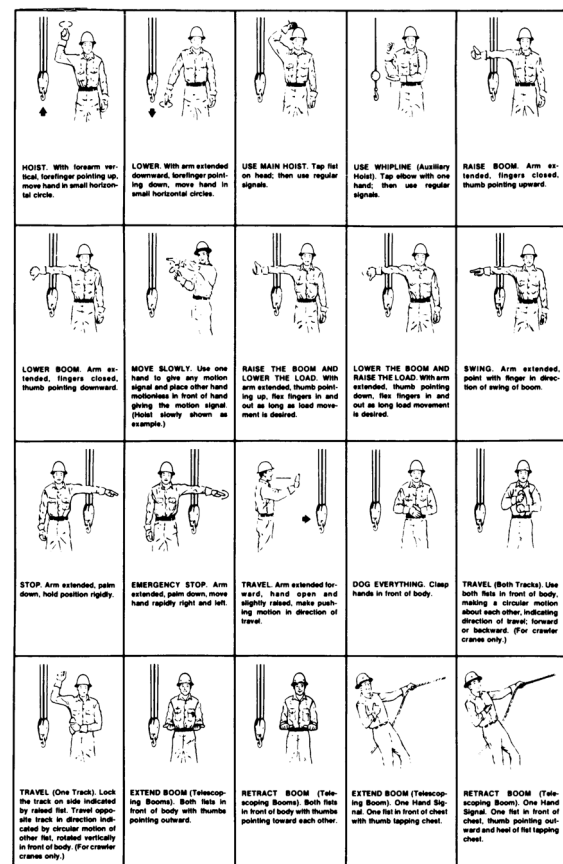 HOIST. With forearm ver-
tical, forefinger pointing up,
move hand in small horizon-
tal circle.
LOWER. With arm extended
downward, forefinger point-
ing down, move hand in
small horizontal circles.
USE MAIN HOIST. Tap fist
on head; then use regular
signals.
USE WHIPLINE (Auxiliary
Hoist). Tap elbow with one
hand; then use regular
signals.
RAISE BOOM. Arm ex-
tended, fingers closed,
thumb pointing upward.
LOWER BOOM. Arm ex-
tended, fingers closed,
thumb pointing downward.
MOVE SLOWLY. Use one
hand to give any motion
signal and place other hand
motionless in front of hand
giving the motion signal.
(Hoist slowly shown as
example.)
RAISE THE BOOM AND
LOWER THE LOAD. With
arm extended, thumb point-
ing up, flex fingers in and
out as long as load move-
ment is desired.
LOWER THE BOOM AND
RAISE THE LOAD. With arm
extended, thumb pointing
down, flex fingers in and
out as long load movement
is desired.
SWING. Arm extended,
point with finger in direc-
tion of swing of boom.
STOP. Arm extended, palm
down, hold position rigidly.
EMERGENCY STOP. Arm
extended, palm down, move
hand rapidly right and left.
TRAVEL. Arm extended for-
ward, hand open and
slightly raised, make push-
ing motion in direction of
travel.
DOG EVERYTHING. Clasp
hands in front of body.
TRAVEL (Both Tracks). Use
both fists in front of body,
making a circular motion
about each other, indicating
direction of travel; forward
or backward. (For crawler
cranes only.)
TRAVEL (One Track). Lock
the track on side indicated
by raised fist. Travel oppo-
site track in direction indi-
cated by circular motion of
other fist, rotated vertically
in front of body. (For crawler
cranes only.)
EXTEND BOOM (Telescop-
ing Booms). Both fists in
front of body with thumbs
pointing outward.
RETRACT BOOM (Tele-
scoping Booms). Both fists
in front of body with thumbs
pointing toward each other.
EXTEND BOOM (Telescop-
ing Boom). One Hand Sig-
nal. One fist in front of chest
with thumb tapping chest.
RETRACT BOOM (Tele-
scoping Boom). One Hand
Signal. One fist in front of
chest, thumb pointing out-
ward and heel of fist tapping
chest.